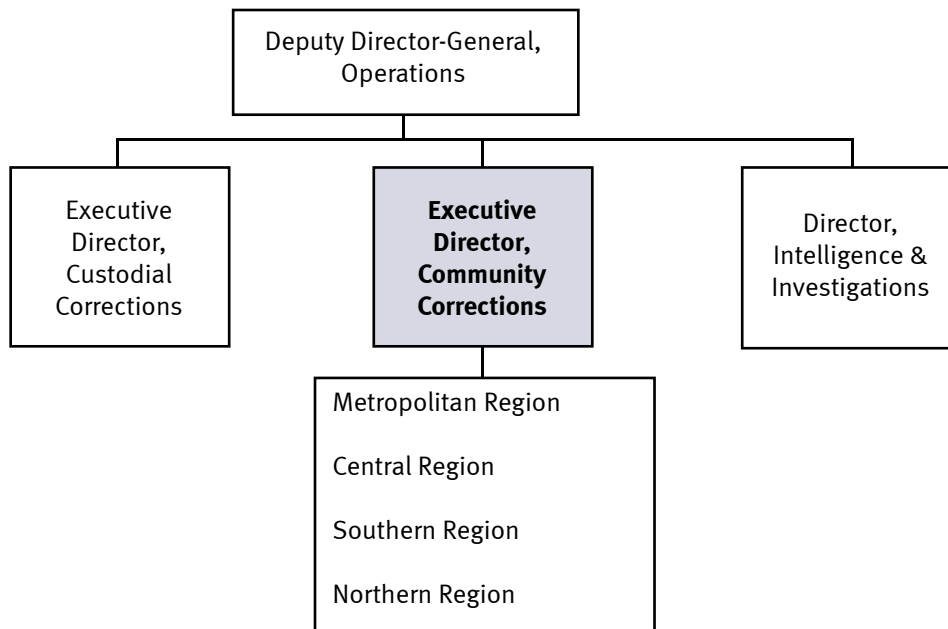 Deputy Director-General,
Operations
Executive
Director,
Custodial
Corrections
Executive
Director,
Community
Corrections
Director,
Intelligence &
Investigations
Metropolitan Region
Central Region
Southern Region
Northern Region